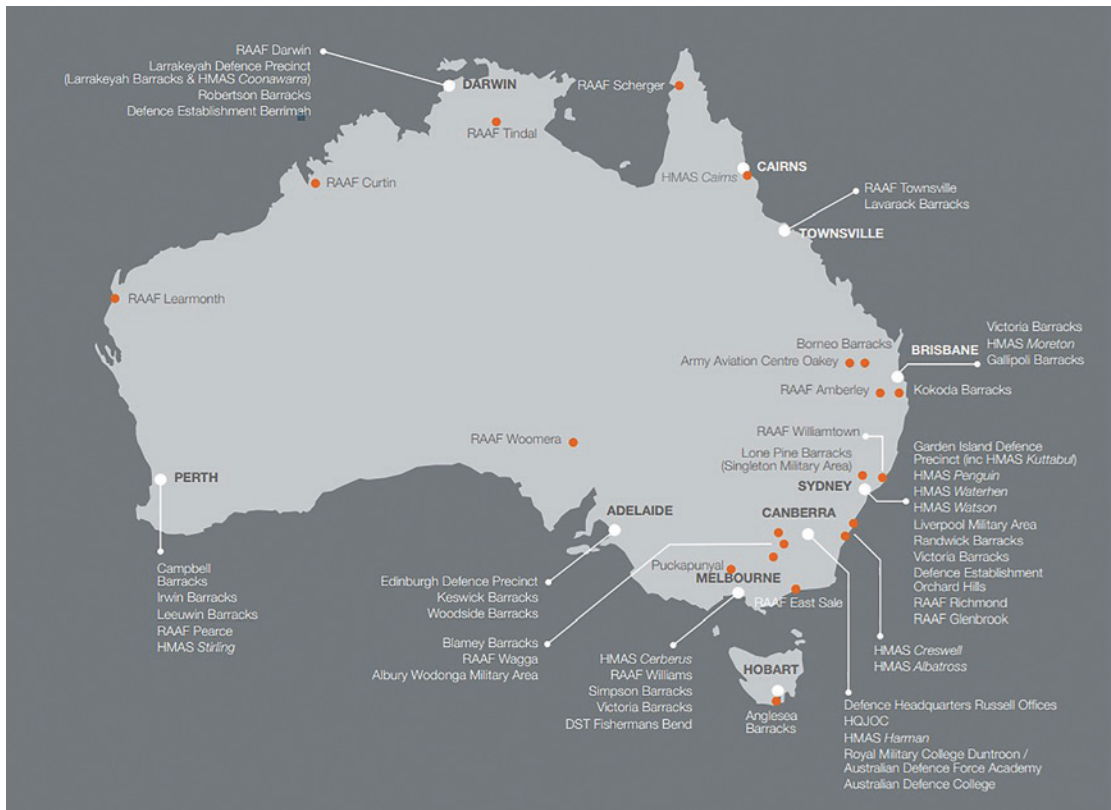 RAAF Darwin
Larrakeyah Defence Precinct
(Larrakeyah Barracks & HMAS Coonawarra)
Robertson Barracks
Defence Establishment Berrimah
DARWIN
RAAF Tindal
RAAF Scherger
CAIRNS
HMAS Cairns
RAAF Curtin
RAAF Townsville
Lavarack Barracks
TOWNSVILLE
RAAF Learmonth
Borneo Barracks
Army Aviation Centre Oakey
BRISBANE
Victoria Barracks
HMAS Moreton
Gallipoli Barracks
RAAF Amberley
Kokoda Barracks
RAAF Woomera
RAAF Williamtown
Lone Pine Barracks
(Singleton Military Area)
SYDNEY
Garden Island Defence
Precinct (inc HMAS Kuttabul)
HMAS Penguin
HMAS Waterhen
HMAS Watson
Liverpool Military Area
Randwick Barracks
Victoria Barracks
Defence Establishment
Orchard Hills
RAAF Richmond
RAAF Glenbrook
PERTH
Campbell
Barracks
Irwin Barracks
Leeuwin Barracks
RAAF Pearce
HMAS Stirling
ADELAIDE
Edinburgh Defence Precinct
Keswick Barracks
Woodside Barracks
CANBERRA
Puckapunyal
MELBOURNE
RAAF East Sale
Blamey Barracks
RAAF Wagga
Albury Wodonga Military Area
HMAS Cerberus
RAAF Williams
Simpson Barracks
Victoria Barracks
DST Fishermans Bend
HMAS Creswell
HMAS Albatross
HOBART
Anglesea
Barracks
Defence Headquarters Russell Offices
HQJOC
HMAS Harman
Royal Military College Duntroon /
Australian Defence Force Academy
Australian Defence College